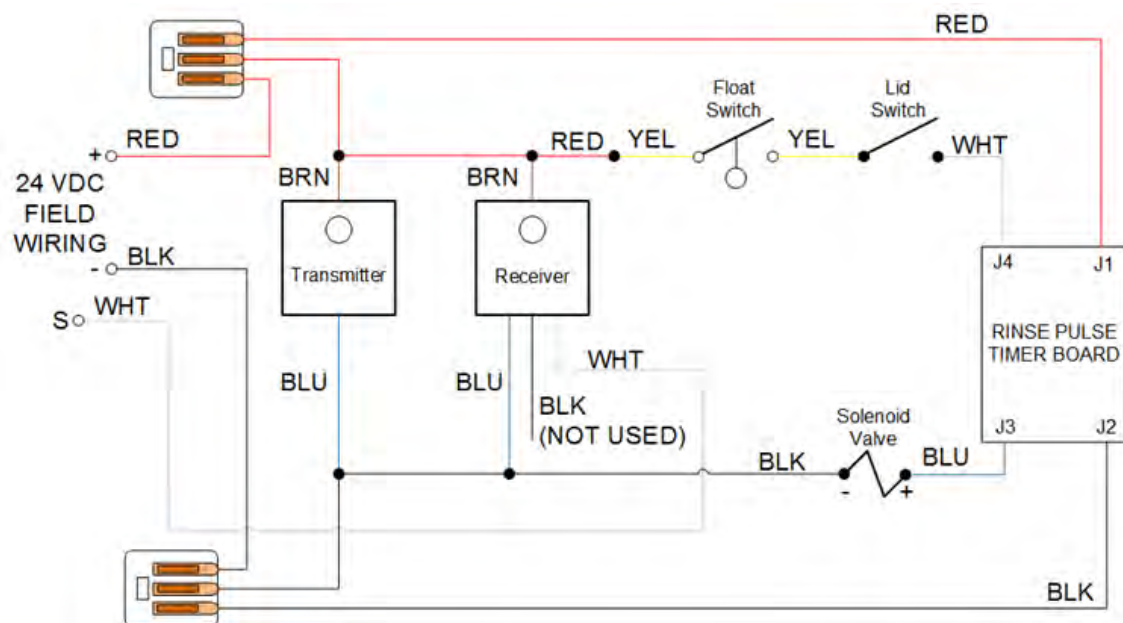 RED
Float
Switch
Lid
Switch
+
RED
24 VDC
FIELD
WIRING
-
BLK
S
WHT
BRN
BRN
RED
YEL
YEL
WHT
Transmitter
Receiver
J4
J1
RINSE PULSE
TIMER BOARD
J3
J2
BLU
BLU
BLK
(NOT USED)
WHT
Solenoid
Valve
BLK
-
+
BLU
BLK